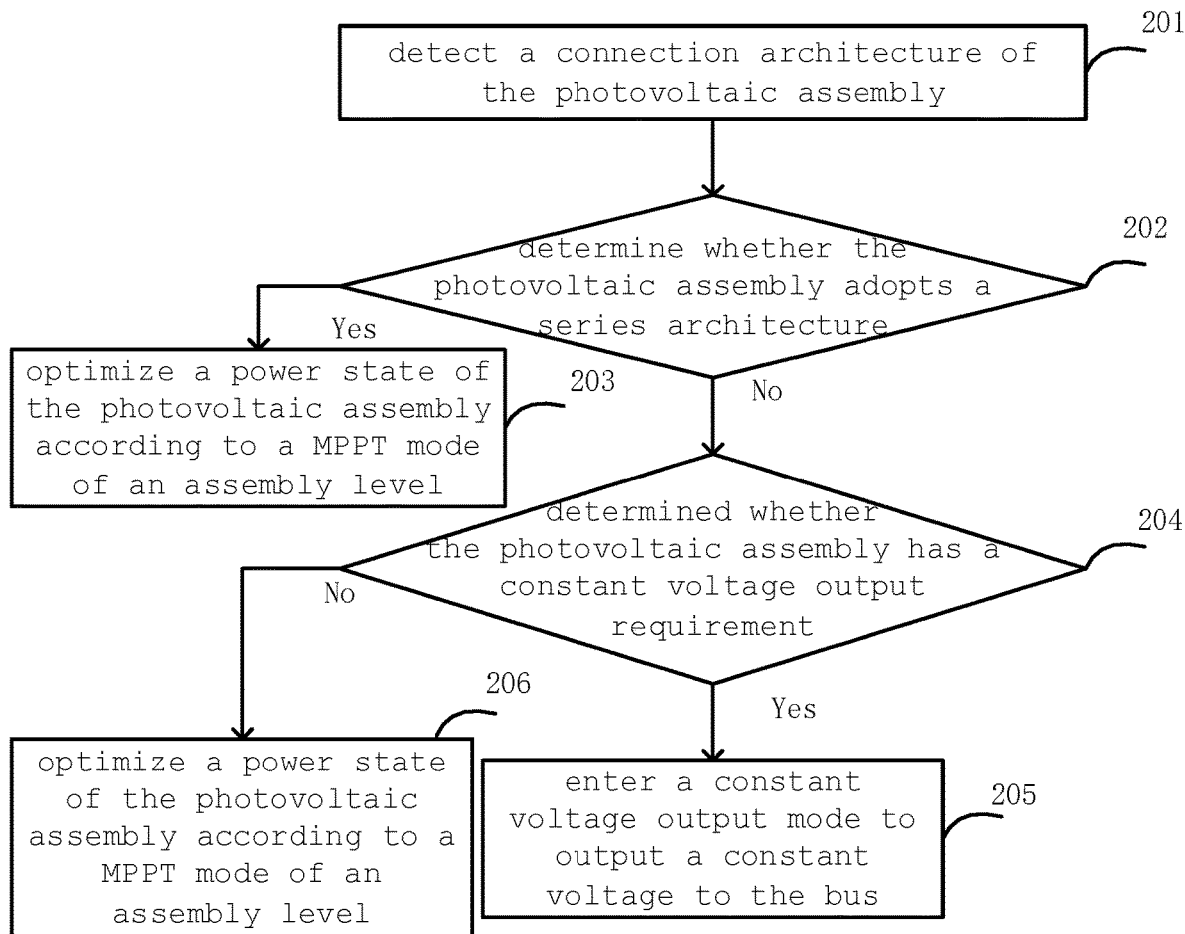 201
detect a connection architecture of
the photovoltaic assembly
202
determine whether the
photovoltaic assembly adopts a
series architecture
Yes
No
203
optimize a power state of
the photovoltaic assembly
according to a MPPT mode
of an assembly level
204
determined whether
the photovoltaic assembly has a
constant voltage output
requirement
No
Yes
206
optimize a power state
of the photovoltaic
assembly according to a
MPPT mode of an
assembly level
205
enter a constant
voltage output mode to
output a constant
voltage to the bus